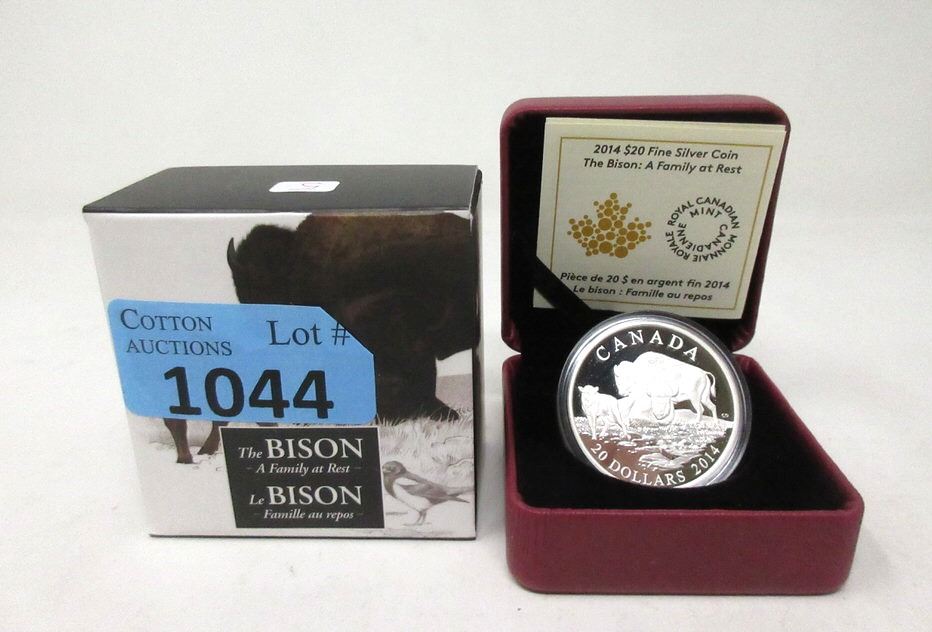 COTTON
AUCTIONS
Lot #
1044
The BISON
- A Family at Rest -
Le BISON
- Famille au repos -
2014 $20 Fine Silver Coin
The Bison: A Family at Rest
ROYAL CANADIAN MINT
MONNAIE ROYALE CANADIENNE
Pièce de 20 $ en argent fin 2014
Le bison : Famille au repos
CANADA
20 DOLLARS 2014